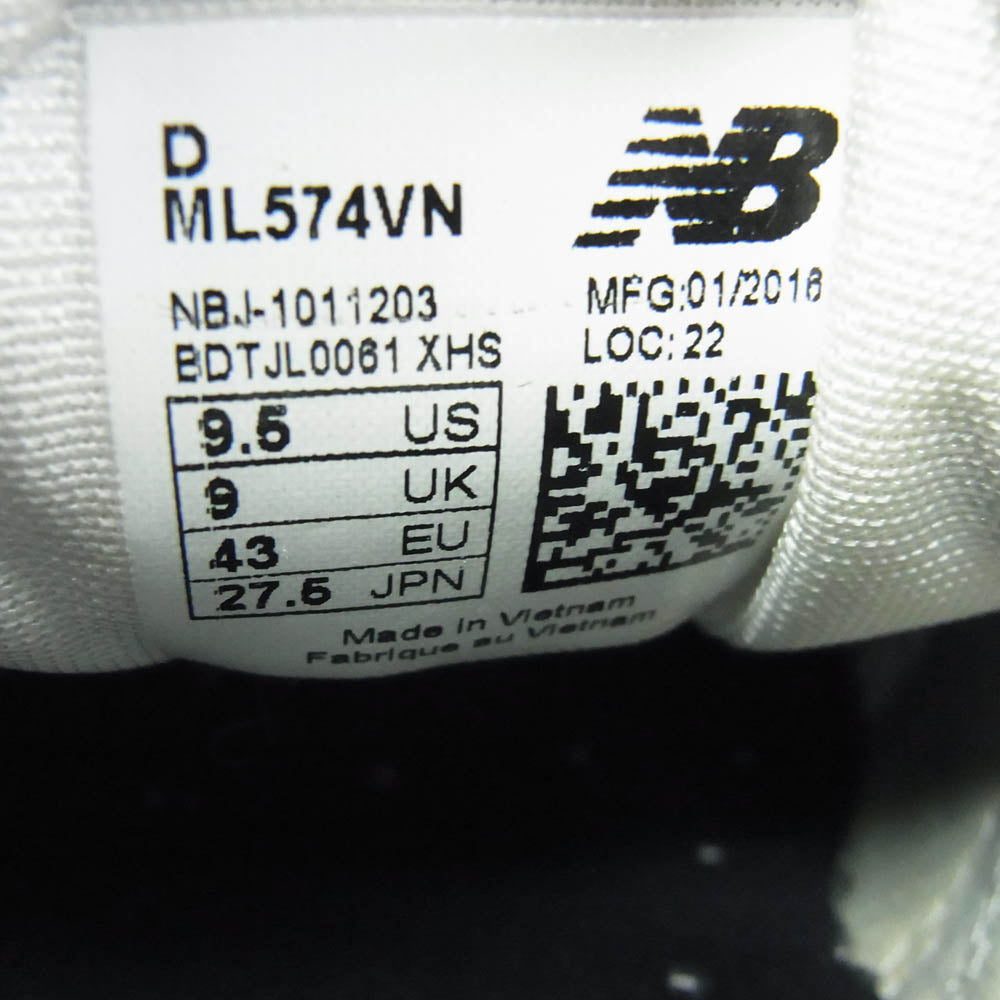 D
ML574VN
NB
NBJ-1011203
MFG:01/2016
BDTJL0061 XHS
LOC: 22
9.5 US
9 UK
43 EU
27.5 JPN
Made in Vietnam
Fabrique au Vietnam